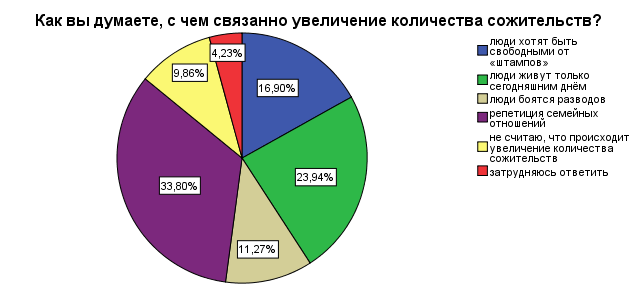 Как вы думаете, с чем связанно увеличение количества сожительств?
4,23%
9,86%
16,90%
33,80%
23,94%
11,27%
люди хотят быть
свободными от
«штампов»
люди живут только
сегодняшним днём
люди боятся разводов
репетиция семейных
отношений
не считаю, что происходит
увеличение количества
сожительств
затрудняюсь ответить